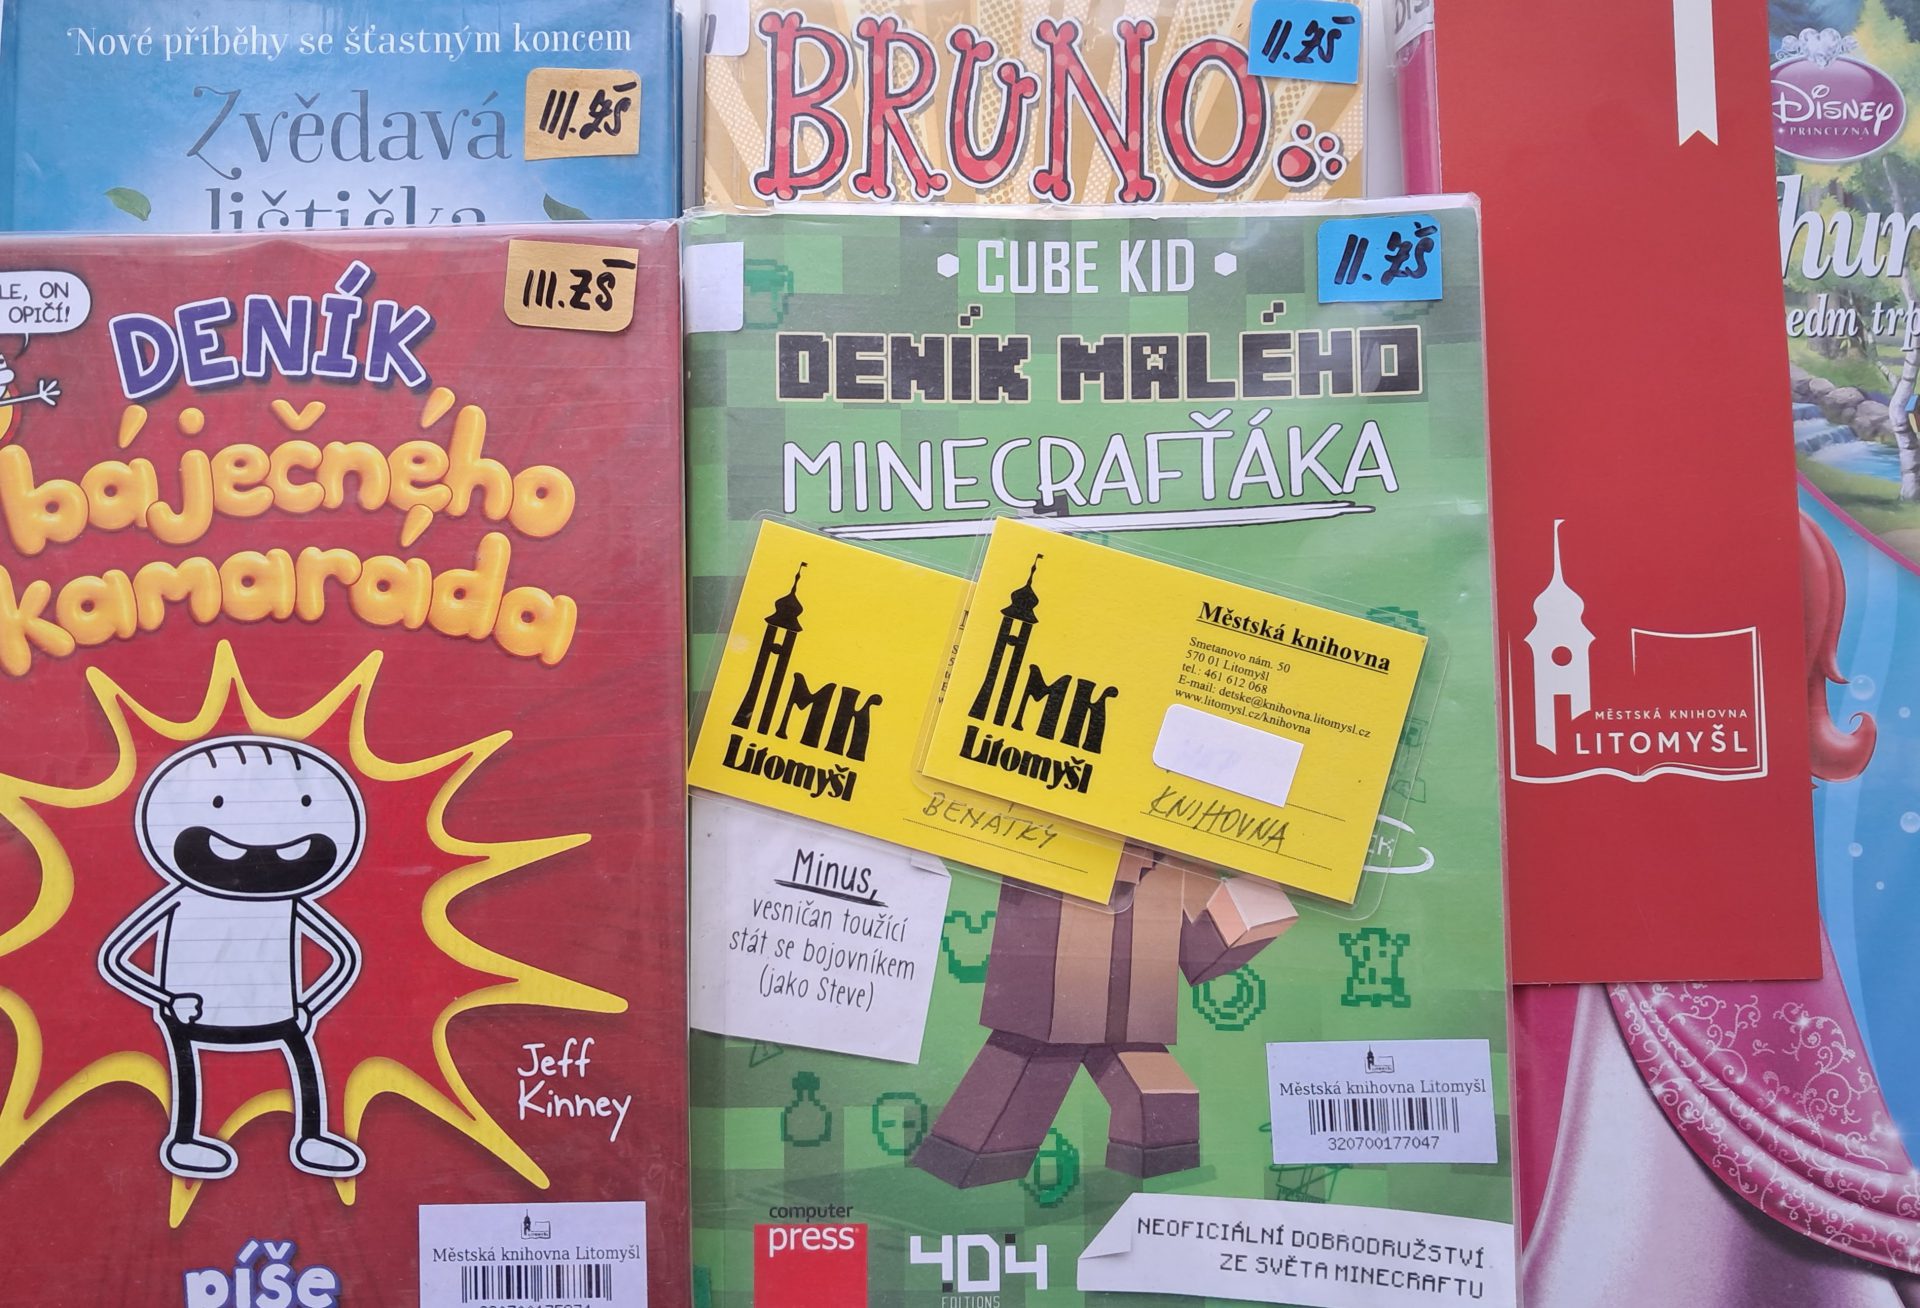 Nové příběhy se šťastným koncem
Zvědavá
lištička
III. ZŠ
BRUNO
II. ZŠ
Disney
PRINCEZNA
edm trp
LE, ON
OPIČÍ!
DENÍK
báječného
kamaráda
III. ZŠ
Jeff
Kinney
píše
Městská knihovna Litomyšl
• CUBE KID •
II. ZŠ
DENÍK MALÉHO
MINECRAFŤÁKA
MK
Litomyšl
BENÁTKY
MK
Litomyšl
Městská knihovna
Smetanovo nám. 50
570 01 Litomyšl
tel.: 461 612 068
E-mail: detske@knihovna.litomysl.cz
www.litomysl.cz/knihovna
KNIHOVNA
Minus,
vesničan toužící
stát se bojovníkem
(jako Steve)
Městská knihovna Litomyšl
320700177047
computer
press
404
EDITIONS
NEOFICIÁLNÍ DOBRODRUŽSTVÍ
ZE SVĚTA MINECRAFTU
MĚSTSKÁ KNIHOVNA
LITOMYŠL